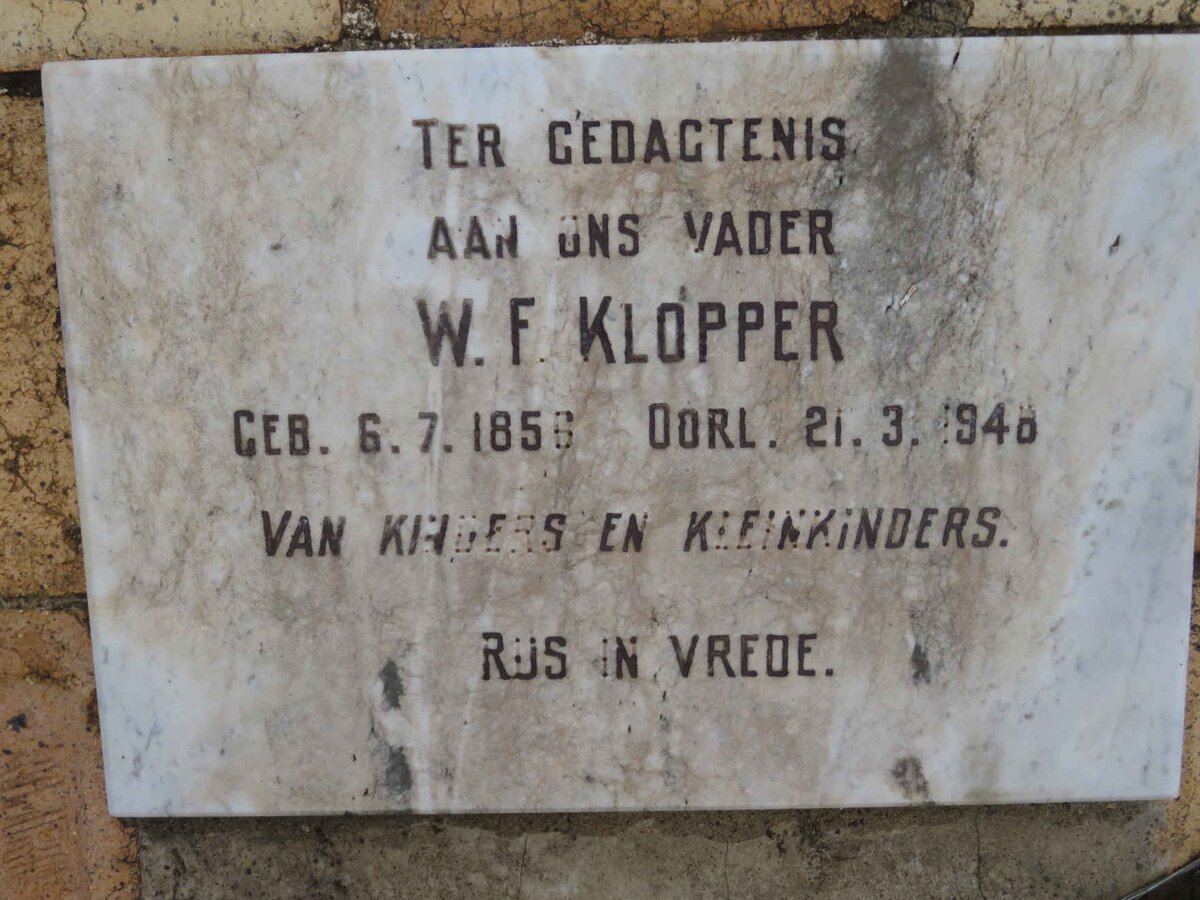 TER GEDAGTENIS
AAN ONS VADER
W. F. KLOPPER
GEB. 6. 7. OORL. 21. 3. 1948
VAN KINDERS EN KLEINKINDERS.
RUS IN VREDE.